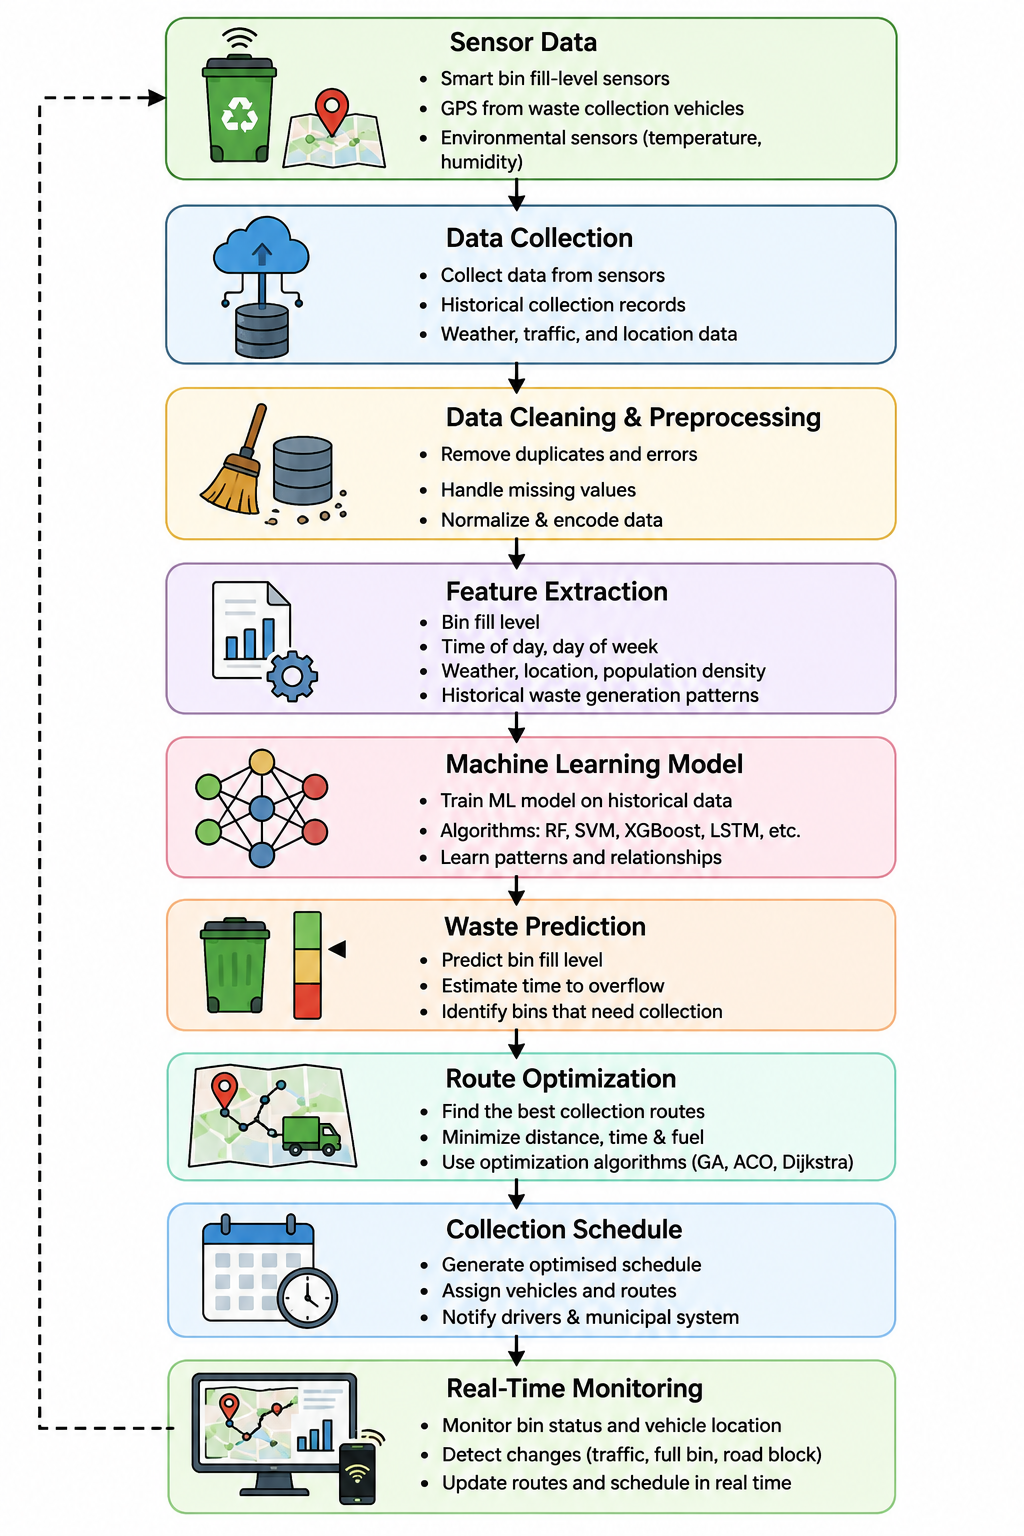 Sensor Data
• Smart bin fill-level sensors
• GPS from waste collection vehicles
• Environmental sensors (temperature,
humidity)
Data Collection
• Collect data from sensors
• Historical collection records
• Weather, traffic, and location data
Data Cleaning & Preprocessing
• Remove duplicates and errors
• Handle missing values
• Normalize & encode data
Feature Extraction
• Bin fill level
• Time of day, day of week
• Weather, location, population density
• Historical waste generation patterns
Machine Learning Model
• Train ML model on historical data
• Algorithms: RF, SVM, XGBoost, LSTM, etc.
• Learn patterns and relationships
Waste Prediction
• Predict bin fill level
• Estimate time to overflow
• Identify bins that need collection
Route Optimization
• Find the best collection routes
• Minimize distance, time & fuel
• Use optimization algorithms (GA, ACO, Dijkstra)
Collection Schedule
• Generate optimised schedule
• Assign vehicles and routes
• Notify drivers & municipal system
Real-Time Monitoring
• Monitor bin status and vehicle location
• Detect changes (traffic, full bin, road block)
• Update routes and schedule in real time